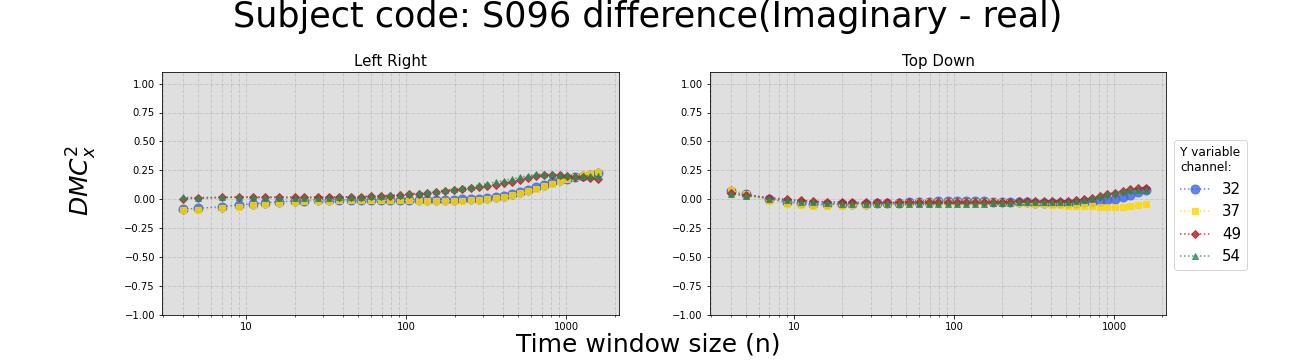 Subject code: S096 difference(Imaginary - real)
Left Right
Top Down
DMC²ₓ
1.00
0.75
0.50
0.25
0.00
−0.25
−0.50
−0.75
−1.00
10 100 1000
1.00
0.75
0.50
0.25
0.00
−0.25
−0.50
−0.75
−1.00
10 100 1000
Y variable
channel:
32
37
49
54
Time window size (n)